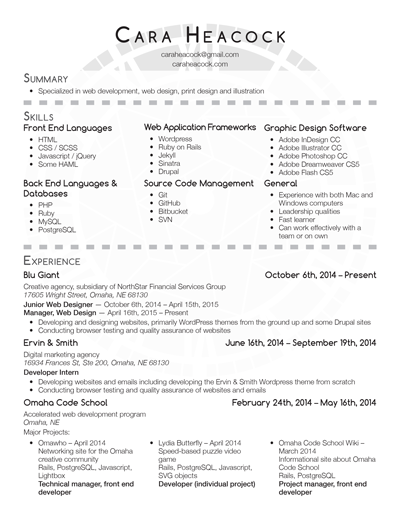 CARA HEACOCK
caraheacock@gmail.com
caraheacock.com
SUMMARY
• Specialized in web development, web design, print design and illustration
SKILLS
Front End Languages
• HTML
• CSS / SCSS
• Javascript / jQuery
• Some HAML
Web Application Frameworks
• Wordpress
• Ruby on Rails
• Jekyll
• Sinatra
• Drupal
Graphic Design Software
• Adobe InDesign CC
• Adobe Illustrator CC
• Adobe Photoshop CC
• Adobe Dreamweaver CS5
• Adobe Flash CS5
Back End Languages &
Databases
• PHP
• Ruby
• MySQL
• PostgreSQL
Source Code Management
• Git
• GitHub
• Bitbucket
• SVN
General
• Experience with both Mac and
Windows computers
• Leadership qualities
• Fast learner
• Can work effectively with a
team or on own
EXPERIENCE
Blu Giant October 6th, 2014 – Present
Creative agency, subsidiary of NorthStar Financial Services Group
17605 Wright Street, Omaha, NE 68130
Junior Web Designer — October 6th, 2014 – April 15th, 2015
Manager, Web Design — April 16th, 2015 – Present
• Developing and designing websites, primarily WordPress themes from the ground up and some Drupal sites
• Conducting browser testing and quality assurance of websites
Ervin & Smith June 16th, 2014 – September 19th, 2014
Digital marketing agency
16934 Frances St, Ste 200, Omaha, NE 68130
Developer Intern
• Developing websites and emails including developing the Ervin & Smith Wordpress theme from scratch
• Conducting browser testing and quality assurance of websites and emails
Omaha Code School February 24th, 2014 – May 16th, 2014
Accelerated web development program
Omaha, NE
Major Projects:
• Omawho – April 2014
Networking site for the Omaha
creative community
Rails, PostgreSQL, Javascript,
Lightbox
Technical manager, front end
developer
• Lydia Butterfly – April 2014
Speed-based puzzle video
game
Rails, PostgreSQL, Javascript,
SVG objects
Developer (individual project)
• Omaha Code School Wiki –
March 2014
Informational site about Omaha
Code School
Rails, PostgreSQL
Project manager, front end
developer